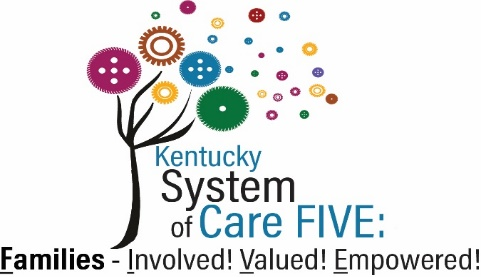 Kentucky
System
of Care FIVE:
Families - Involved! Valued! Empowered!